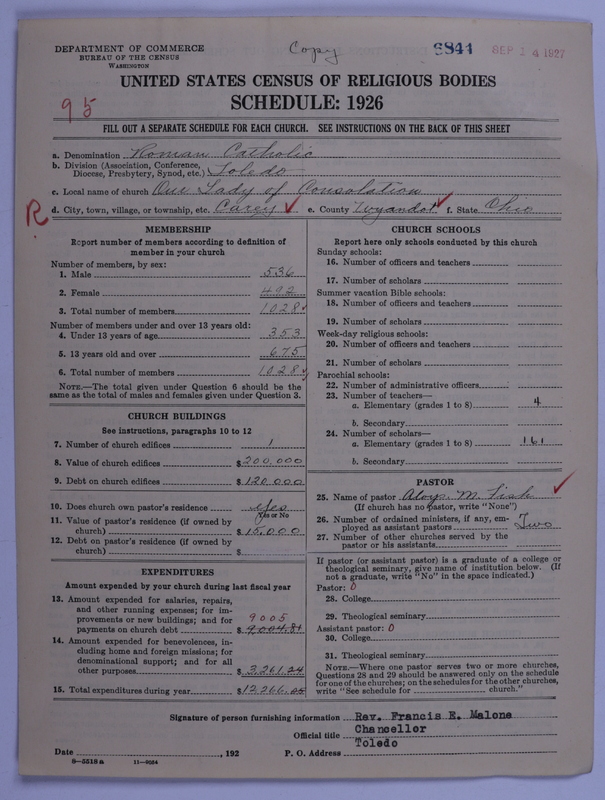 DEPARTMENT OF COMMERCE
BUREAU OF THE CENSUS
WASHINGTON
Copy
9844
SEP 14 1927
UNITED STATES CENSUS OF RELIGIOUS BODIES
SCHEDULE: 1926
95
FILL OUT A SEPARATE SCHEDULE FOR EACH CHURCH. SEE INSTRUCTIONS ON THE BACK OF THIS SHEET
a. Denomination Roman Catholic
b. Division (Association, Conference, Diocese, Presbytery, Synod, etc.) Toledo
c. Local name of church Our Lady of Consolation
R
d. City, town, village, or township, etc. Carey ✓ e. County Wyandot ✓ f. State Ohio
MEMBERSHIP
Report number of members according to definition of
member in your church
Number of members, by sex:
1. Male 536
2. Female 492
3. Total number of members 1028 ✓
Number of members under and over 13 years old:
4. Under 13 years of age 353
5. 13 years old and over 675
6. Total number of members 1028 ✓
NOTE.—The total given under Question 6 should be
same as the total of males and females given under Question 3.
CHURCH BUILDINGS
See instructions, paragraphs 10 to 12
7. Number of church edifices 1
8. Value of church edifices $200,000
9. Debt on church edifices $120,000
10. Does church own pastor's residence Yes
Yes or No
11. Value of pastor's residence (if owned by
church) $15,000
12. Debt on pastor's residence (if owned by
church) $
EXPENDITURES
Amount expended by your church during last fiscal year
13. Amount expended for salaries, repairs,
and other running expenses; for im-
provements or new buildings; and for 9005
payments on church debt $9004.81
14. Amount expended for benevolences, in-
cluding home and foreign missions; for
denominational support; and for all
other purposes $3,261.24
15. Total expenditures during year $12,266.05
CHURCH SCHOOLS
Report here only schools conducted by this church
Sunday schools:
16. Number of officers and teachers
17. Number of scholars
Summer vacation Bible schools:
18. Number of officers and teachers
19. Number of scholars
Week-day religious schools:
20. Number of officers and teachers
21. Number of scholars
Parochial schools:
22. Number of administrative officers
23. Number of teachers—
a. Elementary (grades 1 to 8) 4
b. Secondary
24. Number of scholars—
a. Elementary (grades 1 to 8) 161
b. Secondary
PASTOR
25. Name of pastor Aloys. M. Fish ✓
(If church has no pastor, write "None")
26. Number of ordained ministers, if any, em-
ployed as assistant pastors Two
27. Number of other churches served by the
pastor or his assistants
If pastor (or assistant pastor) is a graduate of a college or
theological seminary, give name of institution below. (If
not a graduate, write "No" in the space indicated.)
Pastor: 0
28. College
29. Theological seminary
Assistant pastor: 0
30. College
31. Theological seminary
NOTE.—Where one pastor serves two or more churches,
Questions 28 and 29 should be answered only on the schedule
for one of the churches; on the schedules for the other churches,
write "See schedule for church."
Signature of person furnishing information Rev. Francis E. Malone
Official title Chancellor
Date , 192 P. O. Address Toledo
8—5518a 11—9084